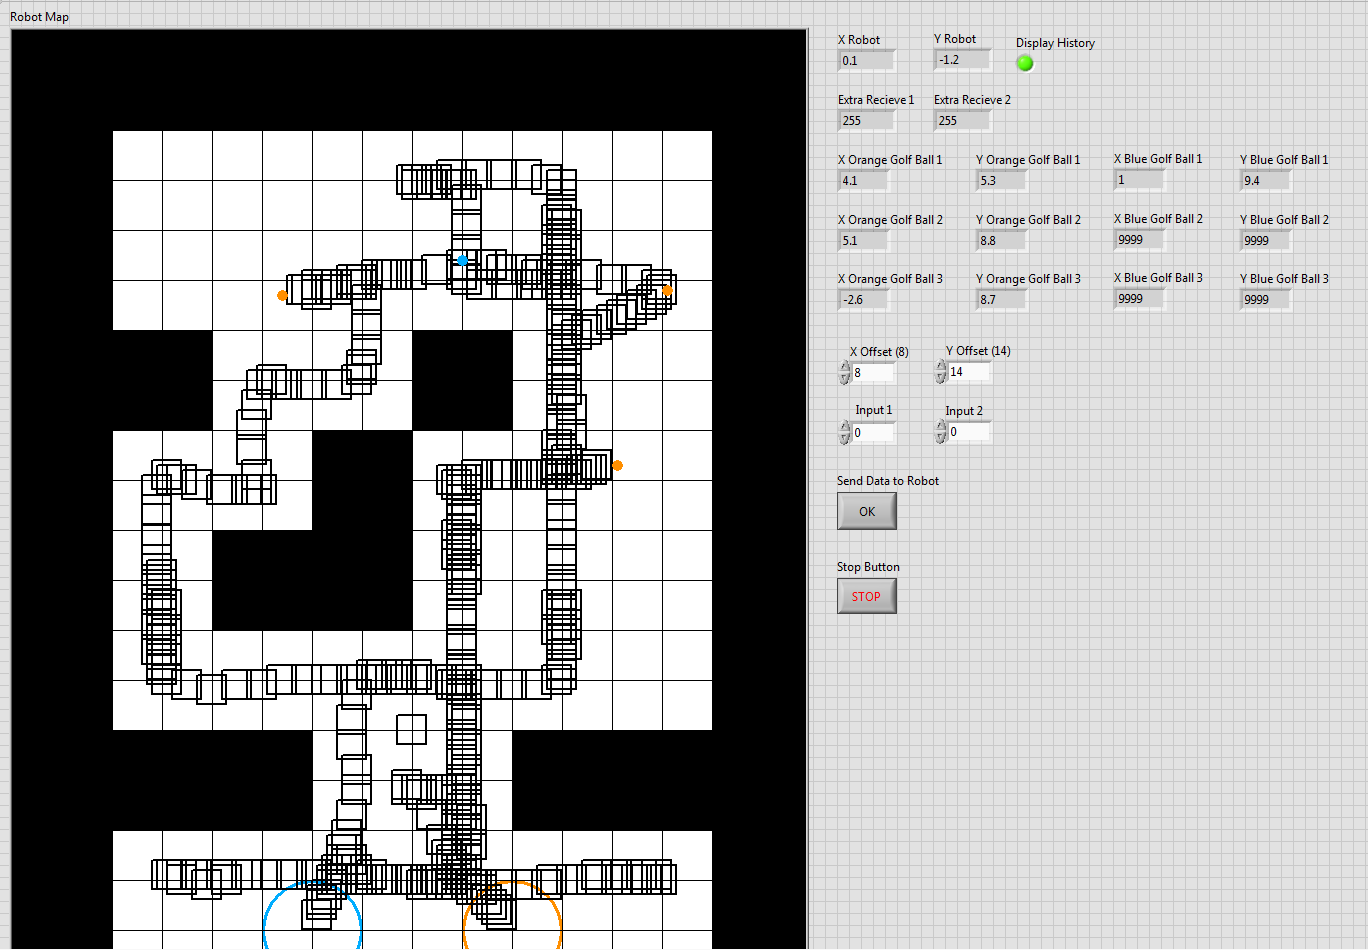 Robot Map
X Robot
Y Robot
Display History
0.1
-1.2
Extra Recieve 1
Extra Recieve 2
255
255
X Orange Golf Ball 1
Y Orange Golf Ball 1
X Blue Golf Ball 1
Y Blue Golf Ball 1
4.1
5.3
1
9.4
X Orange Golf Ball 2
Y Orange Golf Ball 2
X Blue Golf Ball 2
Y Blue Golf Ball 2
5.1
8.8
9999
9999
X Orange Golf Ball 3
Y Orange Golf Ball 3
X Blue Golf Ball 3
Y Blue Golf Ball 3
-2.6
8.7
9999
9999
X Offset (8)
Y Offset (14)
8
14
Input 1
Input 2
0
0
Send Data to Robot
OK
Stop Button
STOP